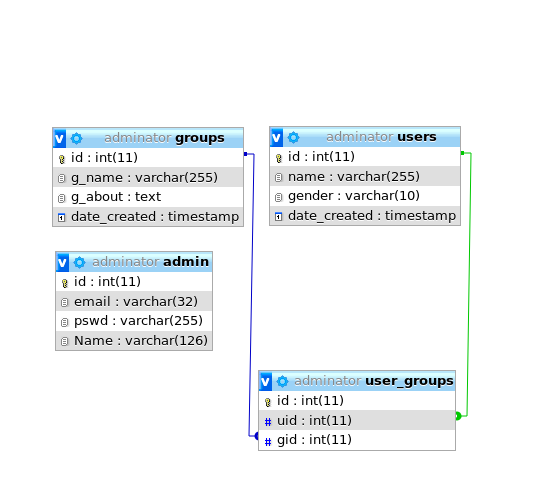 v adminator groups
id : int(11)
g_name : varchar(255)
g_about : text
date_created : timestamp
v adminator users
id : int(11)
name : varchar(255)
gender : varchar(10)
date_created : timestamp
v adminator admin
id : int(11)
email : varchar(32)
pswd : varchar(255)
Name : varchar(126)
v adminator user_groups
id : int(11)
# uid : int(11)
# gid : int(11)